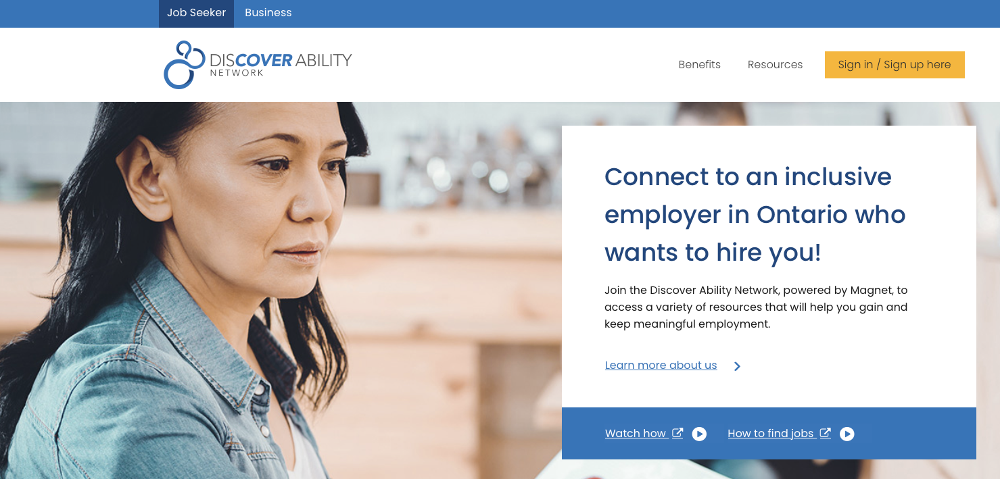 Job Seeker Business
DISCOVER ABILITY
NETWORK
Benefits Resources Sign in / Sign up here
Connect to an inclusive
employer in Ontario who
wants to hire you!
Join the Discover Ability Network, powered by Magnet, to
access a variety of resources that will help you gain and
keep meaningful employment.
Learn more about us
Watch how How to find jobs